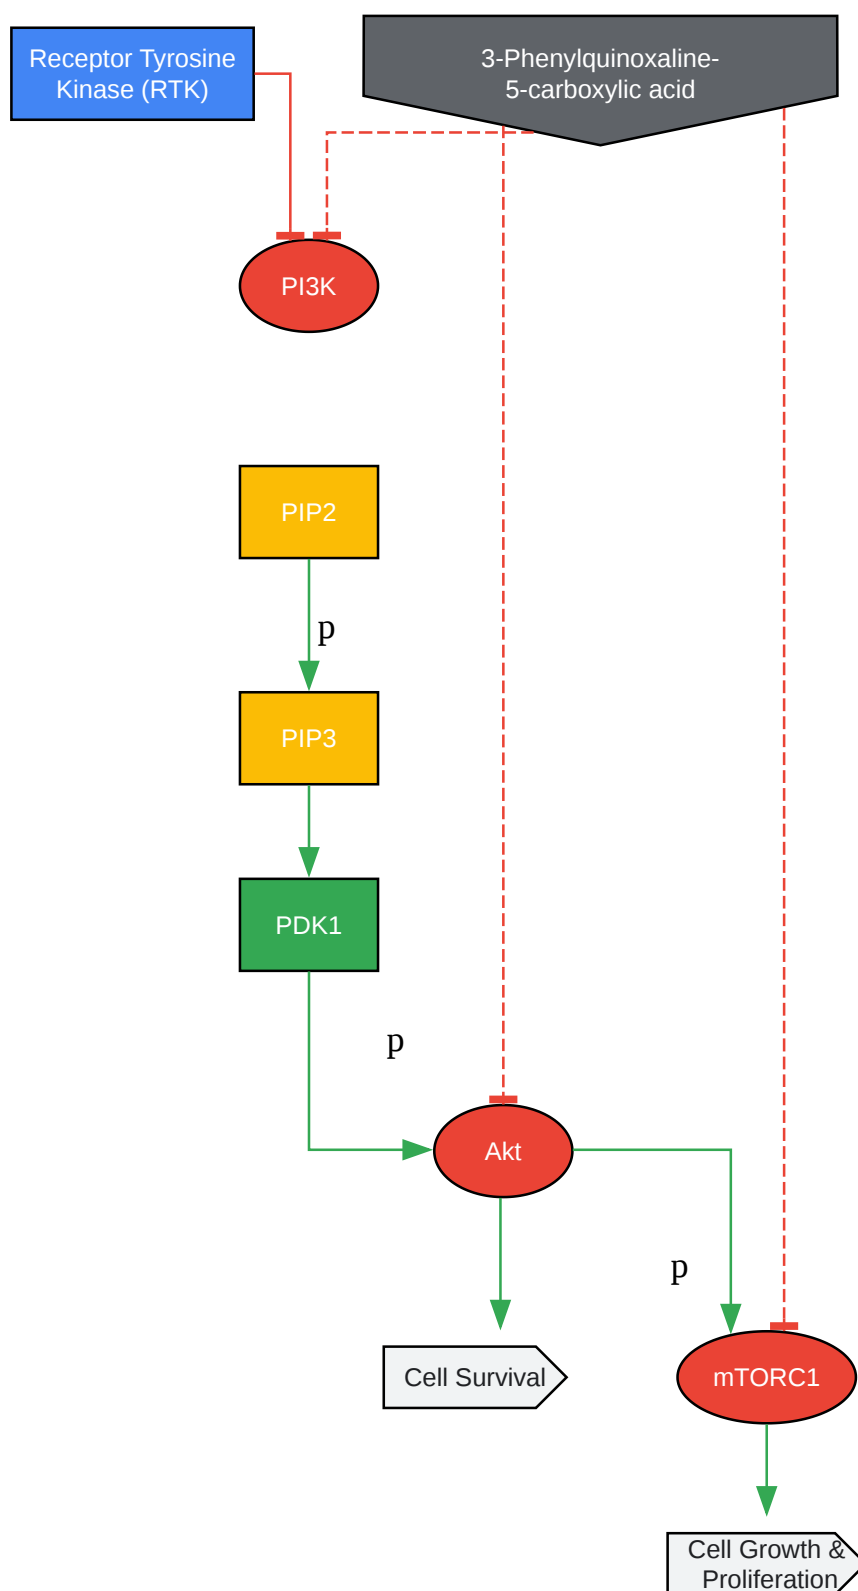 Receptor Tyrosine
Kinase (RTK)
3-Phenylquinoxaline-
5-carboxylic acid
PI3K
PIP2
p
PIP3
PDK1
p
Akt
p
Cell Survival
mTORC1
Cell Growth &
Proliferation